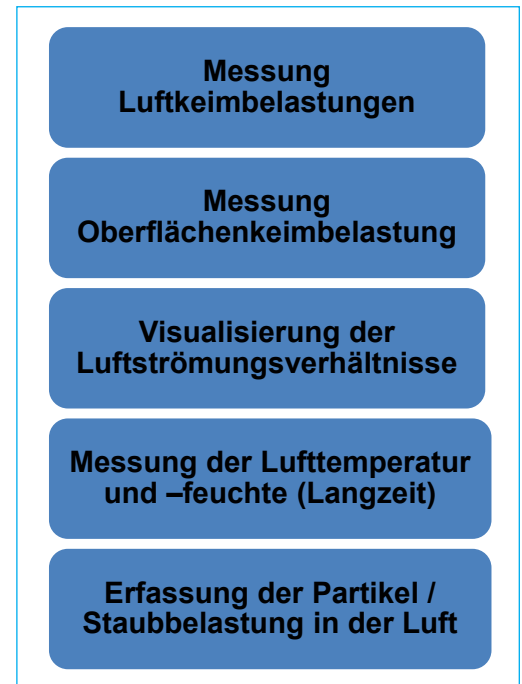 Messung
Luftkeimbelastungen
Messung
Oberflächenkeimbelastung
Visualisierung der
Luftströmungsverhältnisse
Messung der Lufttemperatur
und –feuchte (Langzeit)
Erfassung der Partikel /
Staubbelastung in der Luft